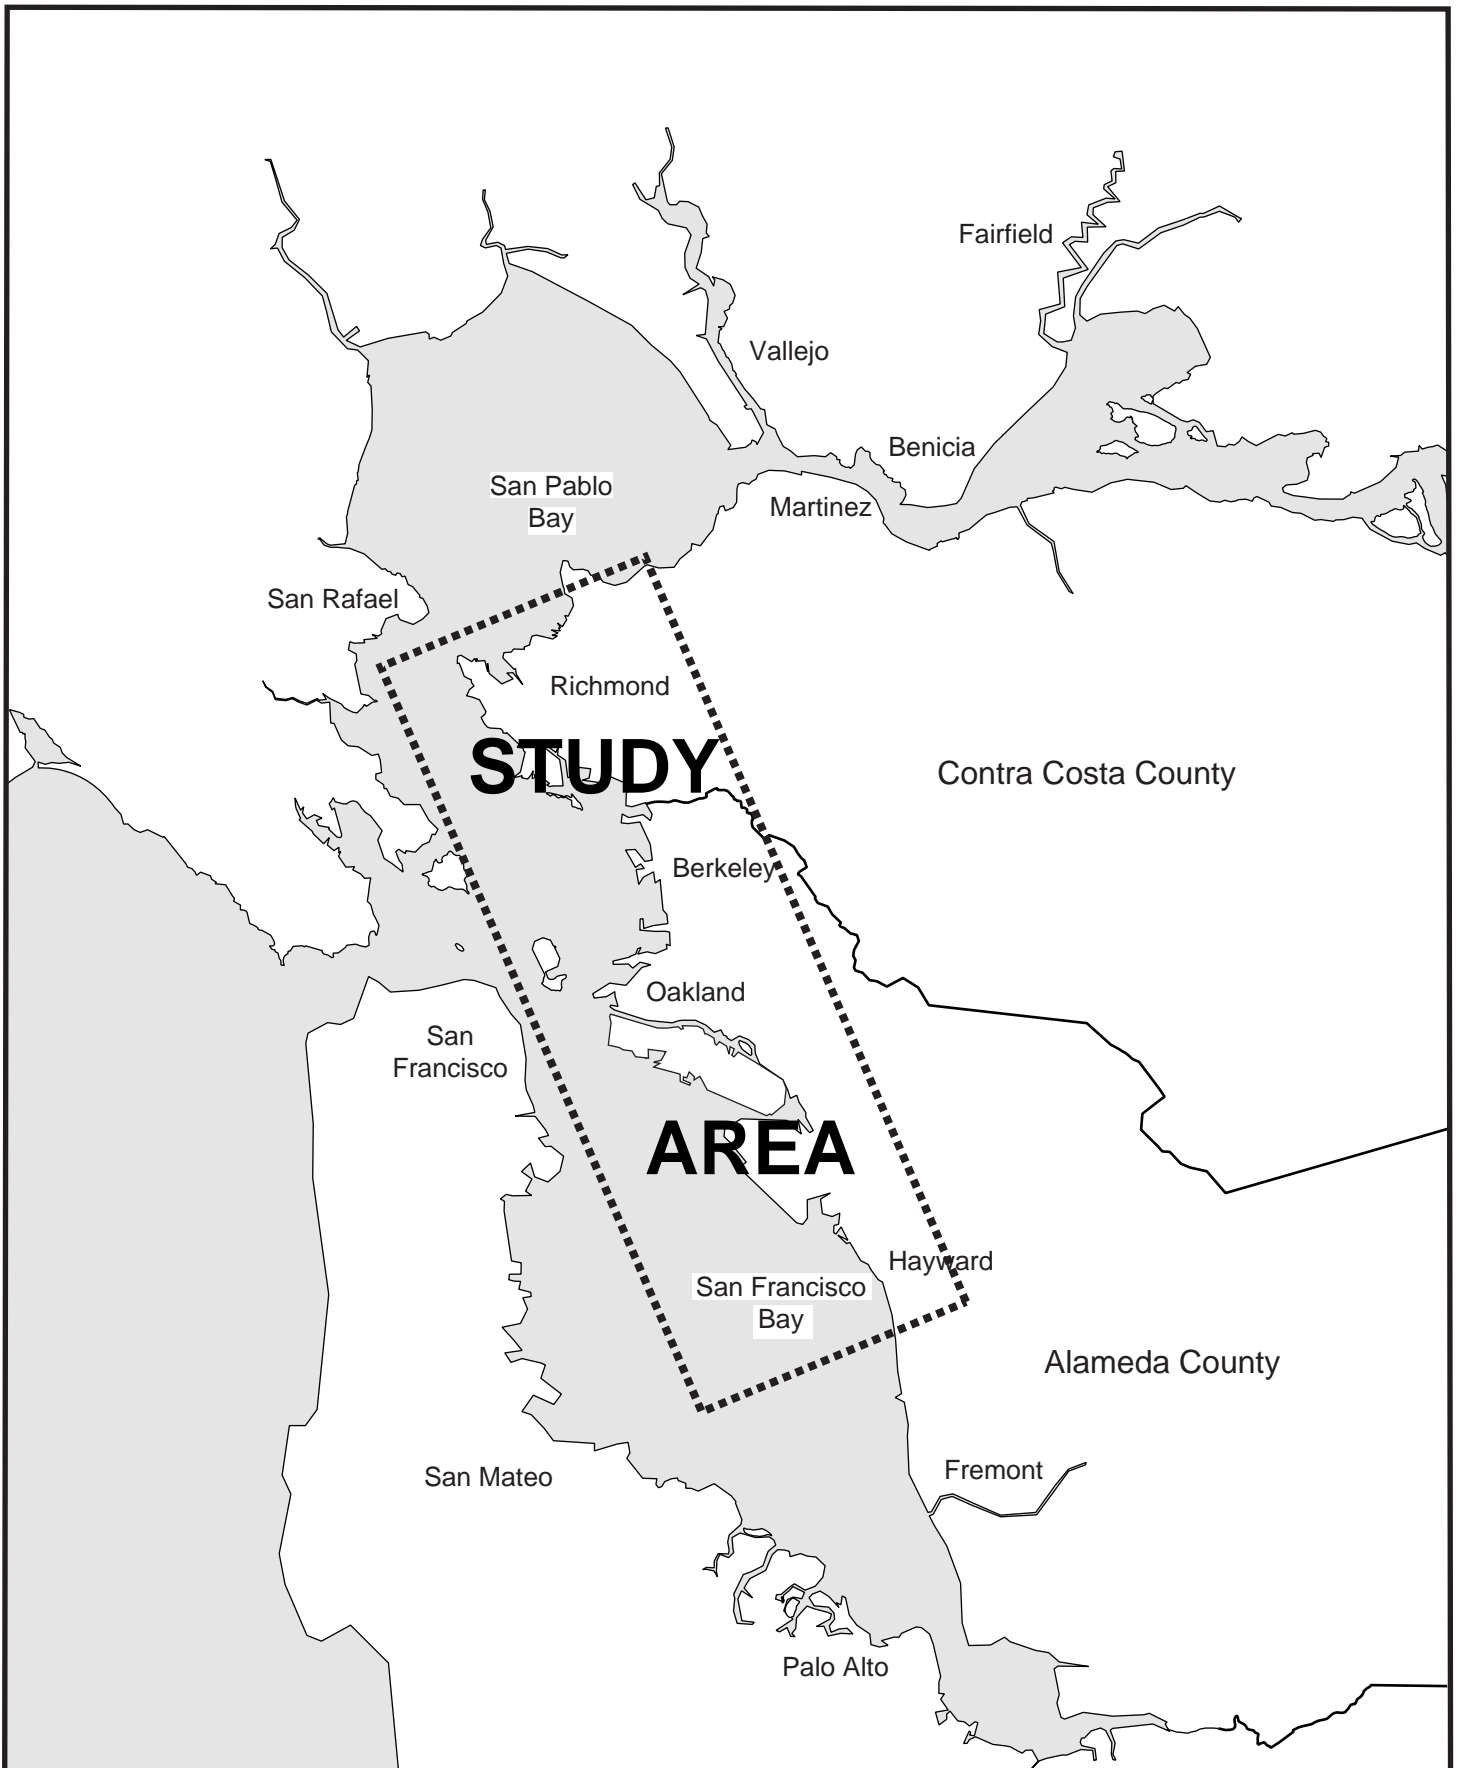 Fairfield
Vallejo
Benicia
San Pablo
Bay
Martinez
San Rafael
Richmond
STUDY
Contra Costa County
Berkeley
Oakland
San
Francisco
AREA
Hayward
San Francisco
Bay
Alameda County
Fremont
San Mateo
Palo Alto